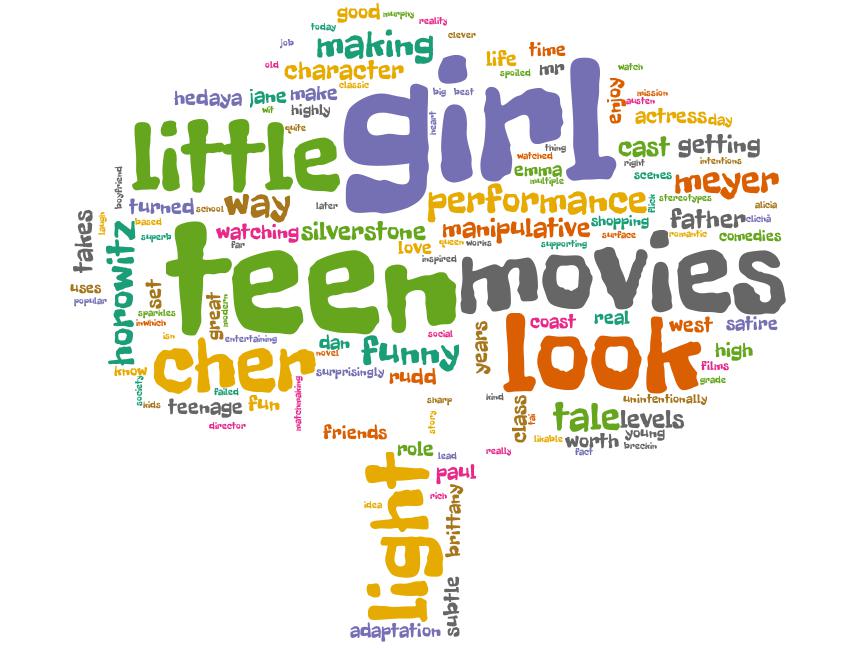 good murphy reality
today clever
job making
old character life time
spoiled mr
classic watch
hedaya jane make big best enjoy mission
wit highly austen
quite heart actress day
little girl thing cast getting
watched right intentions
boyfriend emma scenes meyer
multiple
turned school way later performance flick stereotypes alicia
takes laugh based horowitz
superb watching silverstone manipulative shopping father clichã
far love queen works supporting surface romantic comedies
teen inspired movies
uses set great modern
popular sparkles
inwhich social coast real west satire
isn entertaining dan funny years look
novel high
know cher surprisingly rudd films
society failed grade
kids teenage fun matchmaking sharp kind class unintentionally
director story fai tale levels
friends likable worth young
role lead really fact breckin
light paul
idea rich brittany
subtle
adaptation